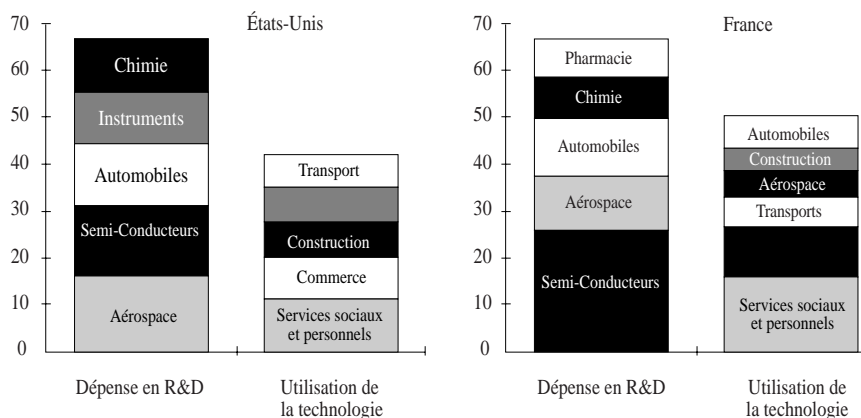 États-Unis
70
60
50
40
30
20
10
0
Chimie
Instruments
Automobiles
Semi-Conducteurs
Aérospace
Transport
Construction
Commerce
Services sociaux
et personnels
Dépense en R&D
Utilisation de
la technologie
France
70
60
50
40
30
20
10
0
Pharmacie
Chimie
Automobiles
Aérospace
Semi-Conducteurs
Automobiles
Construction
Aérospace
Transports
Services sociaux
et personnels
Dépense en R&D
Utilisation de
la technologie